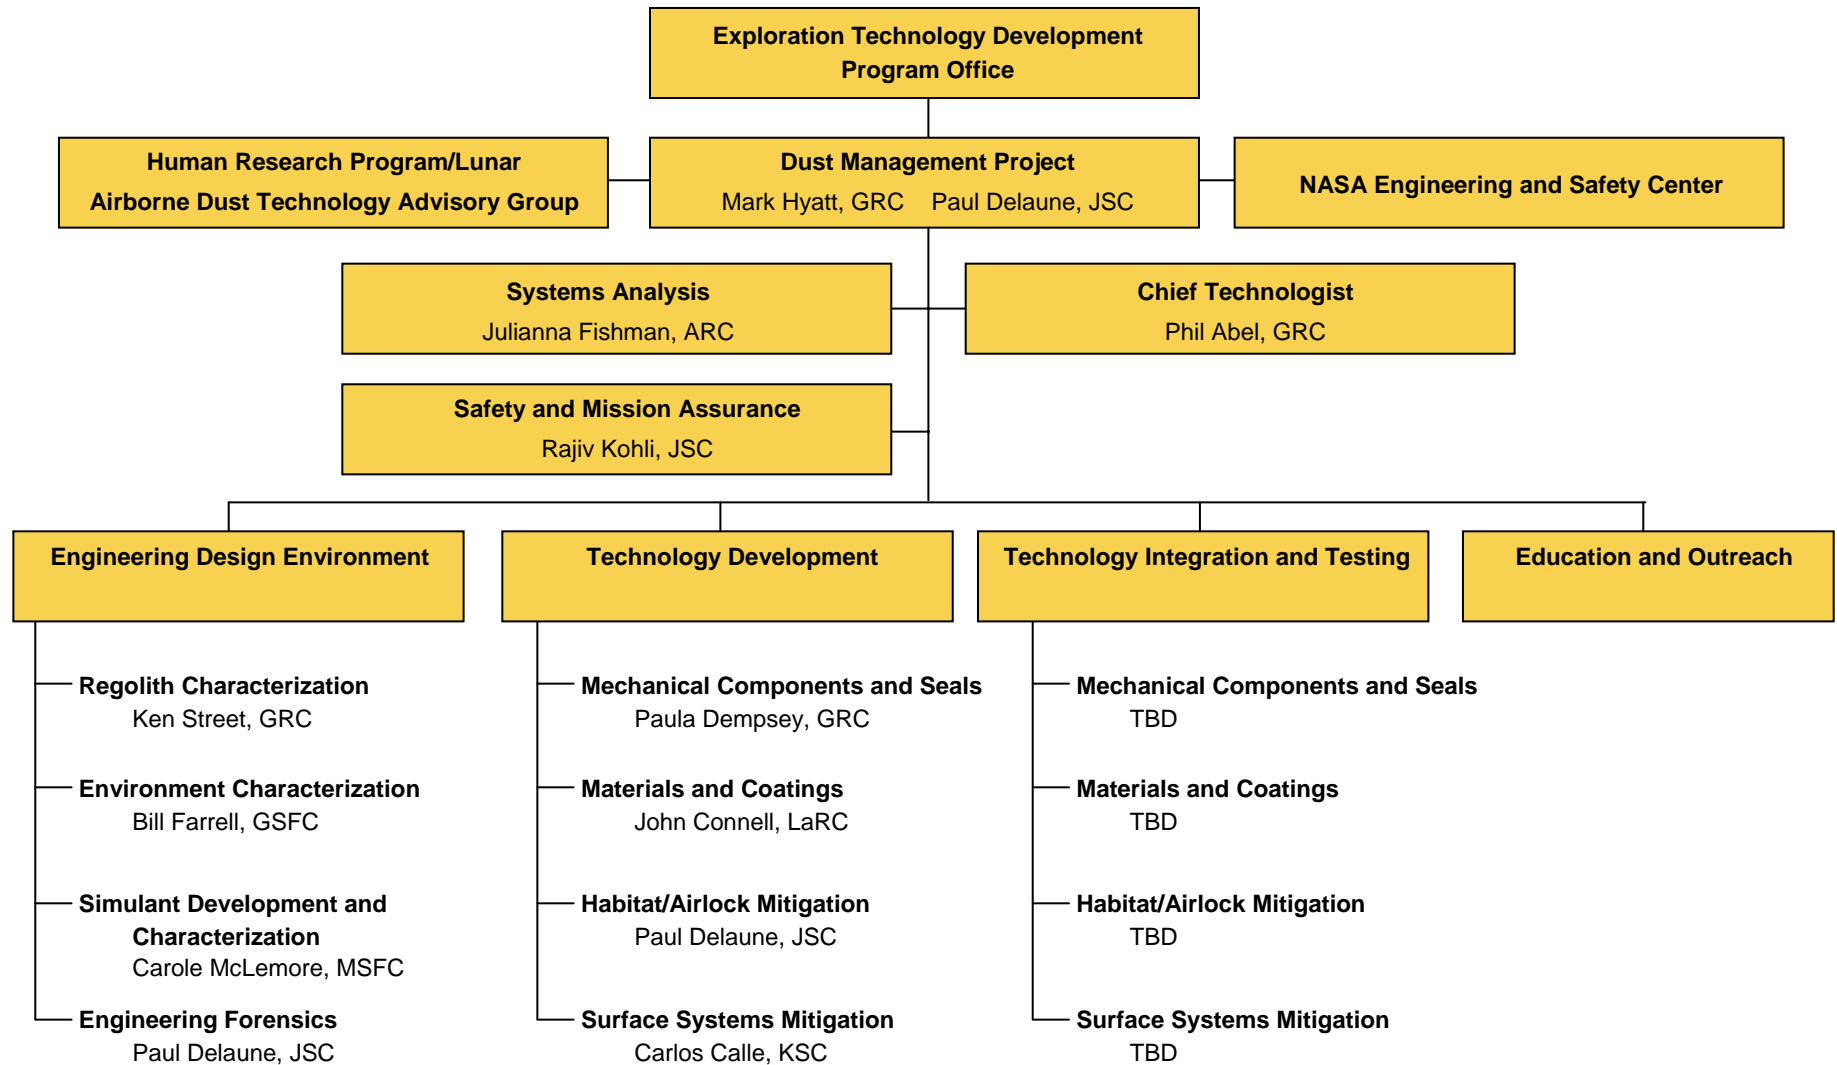 Exploration Technology Development
Program Office
Human Research Program/Lunar
Airborne Dust Technology Advisory Group
Dust Management Project
Mark Hyatt, GRC Paul Delaune, JSC
NASA Engineering and Safety Center
Systems Analysis
Julianna Fishman, ARC
Chief Technologist
Phil Abel, GRC
Safety and Mission Assurance
Rajiv Kohli, JSC
Engineering Design Environment
Regolith Characterization
Ken Street, GRC
Environment Characterization
Bill Farrell, GSFC
Simulant Development and
Characterization
Carole McLemore, MSFC
Engineering Forensics
Paul Delaune, JSC
Technology Development
Mechanical Components and Seals
Paula Dempsey, GRC
Materials and Coatings
John Connell, LaRC
Habitat/Airlock Mitigation
Paul Delaune, JSC
Surface Systems Mitigation
Carlos Calle, KSC
Technology Integration and Testing
Mechanical Components and Seals
TBD
Materials and Coatings
TBD
Habitat/Airlock Mitigation
TBD
Surface Systems Mitigation
TBD
Education and Outreach